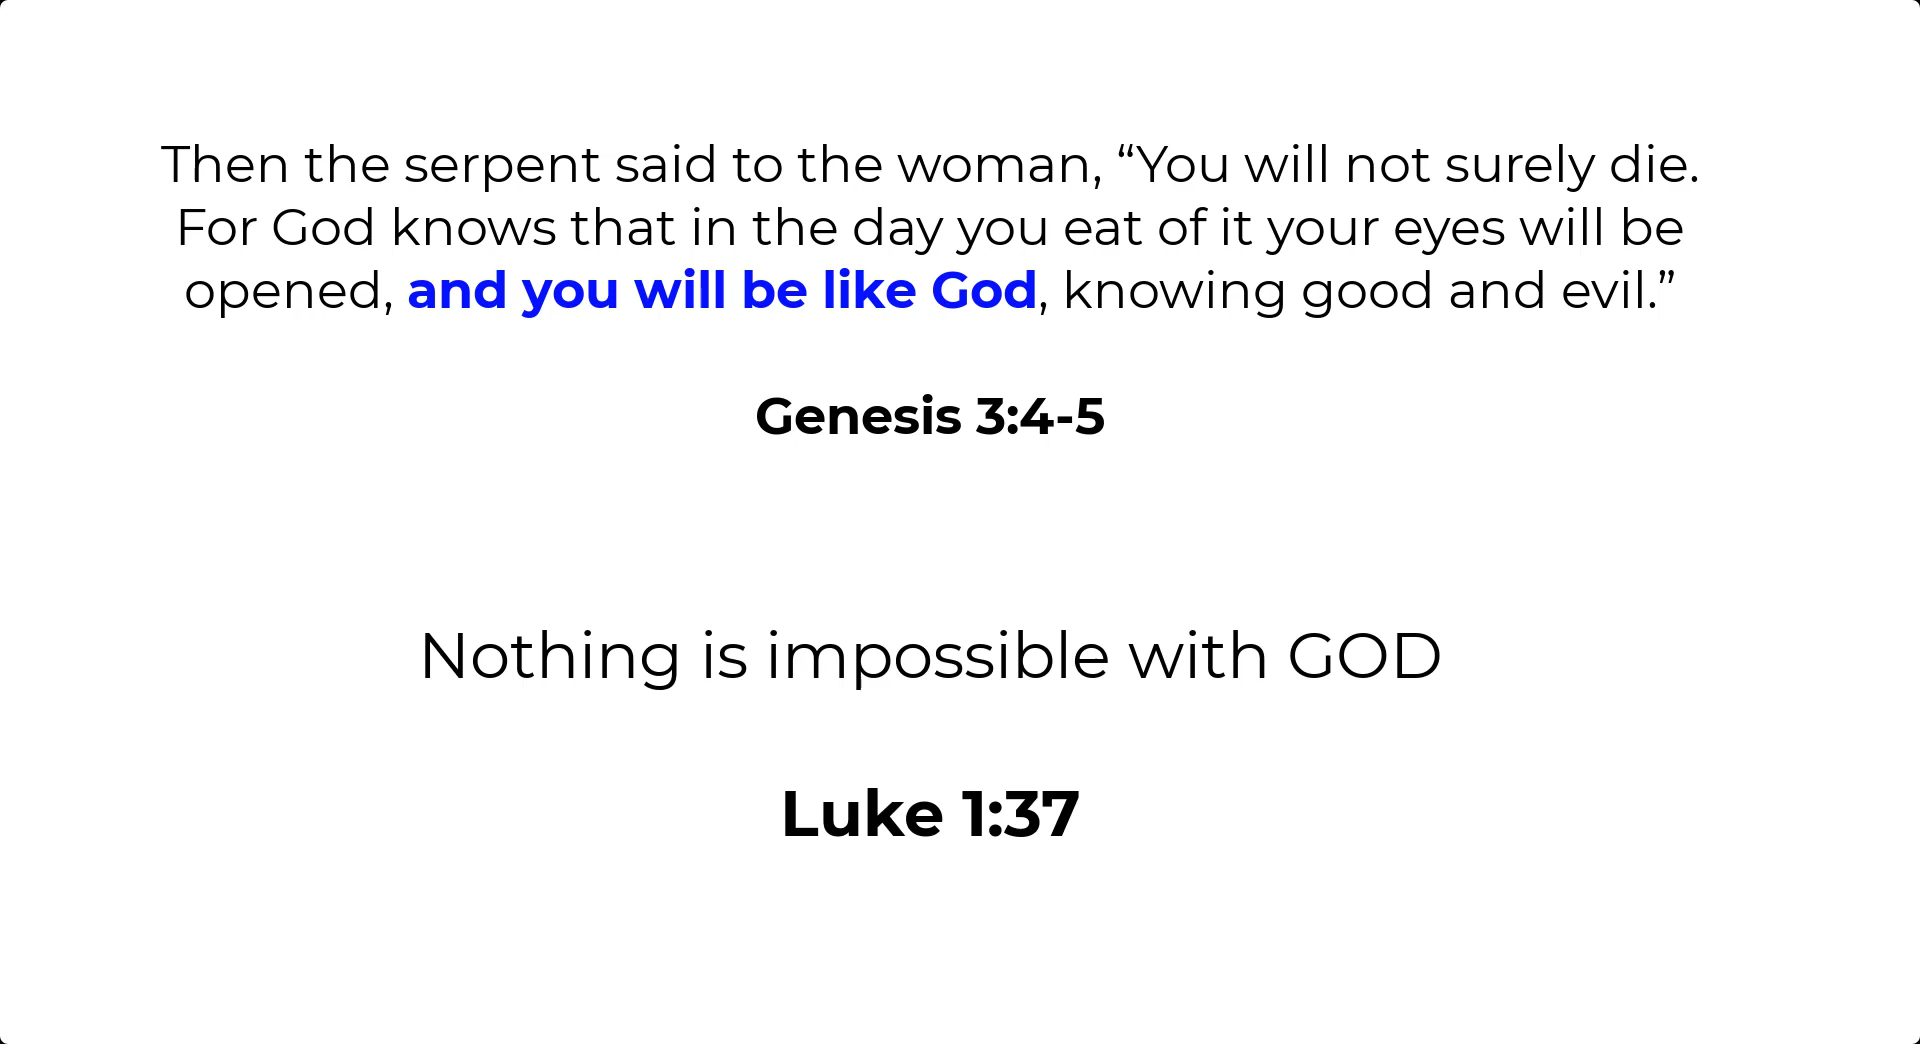 Then the serpent said to the woman, “You will not surely die.
For God knows that in the day you eat of it your eyes will be
opened, and you will be like God, knowing good and evil.”
Genesis 3:4-5
Nothing is impossible with GOD
Luke 1:37